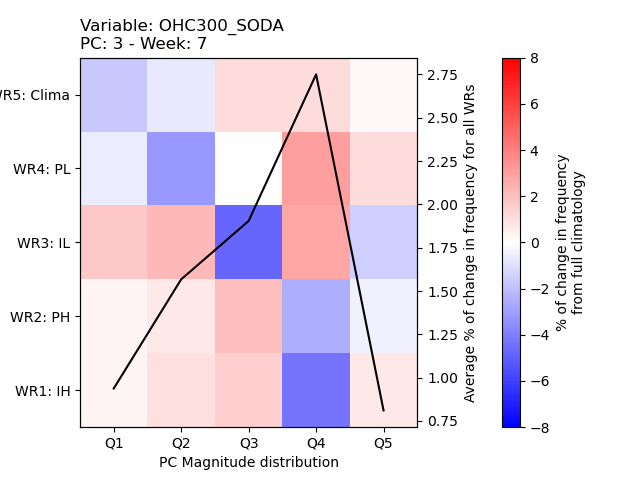 Variable: OHC300_SODA
PC: 3 - Week: 7
WR5: Clima
WR4: PL
WR3: IL
WR2: PH
WR1: IH
Q1 Q2 Q3 Q4 Q5
PC Magnitude distribution
2.75
2.50
2.25
2.00
1.75
1.50
1.25
1.00
0.75
Average % of change in frequency for all WRs
8
6
4
2
0
−2
−4
−6
−8
% of change in frequency
from full climatology